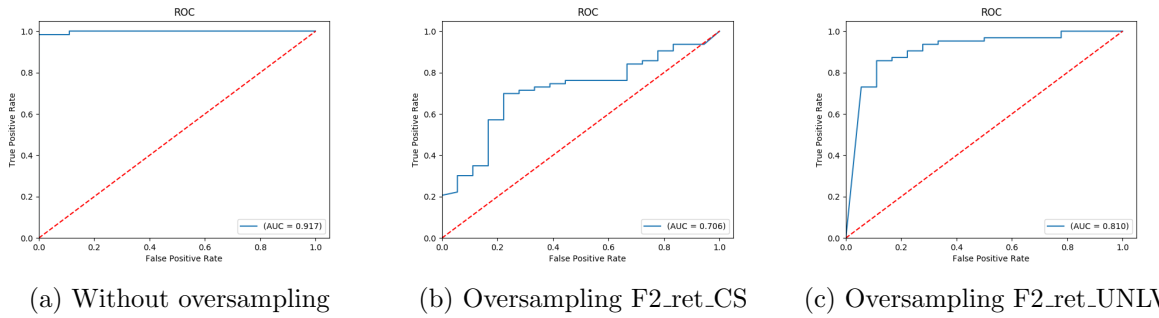 ROC
True Positive Rate
1.0
0.8
0.6
0.4
0.2
0.0
0.0 0.2 0.4 0.6 0.8 1.0
False Positive Rate
(AUC = 0.917)
(a) Without oversampling
ROC
True Positive Rate
1.0
0.8
0.6
0.4
0.2
0.0
0.0 0.2 0.4 0.6 0.8 1.0
False Positive Rate
(AUC = 0.706)
(b) Oversampling F2_ret_CS
ROC
True Positive Rate
1.0
0.8
0.6
0.4
0.2
0.0
0.0 0.2 0.4 0.6 0.8 1.0
False Positive Rate
(AUC = 0.810)
(c) Oversampling F2_ret_UNLV